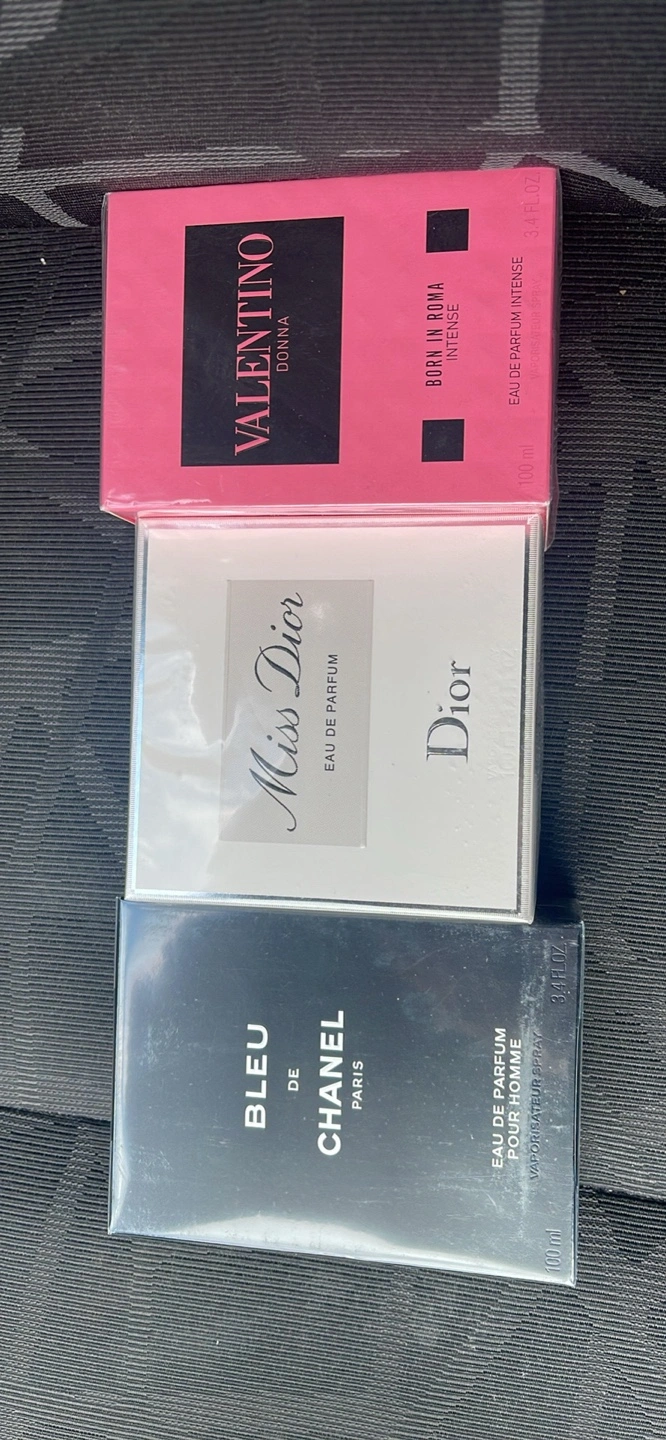 VALENTINO
DONNA
BORN IN ROMA
INTENSE
EAU DE PARFUM INTENSE
VAPORISATEUR SPRAY
100 ml
3.4 FL.OZ.
Miss Dior
EAU DE PARFUM
Dior
BLEU
DE
CHANEL
PARIS
EAU DE PARFUM
POUR HOMME
VAPORISATEUR SPRAY
100 ml
3.4 FL.OZ.